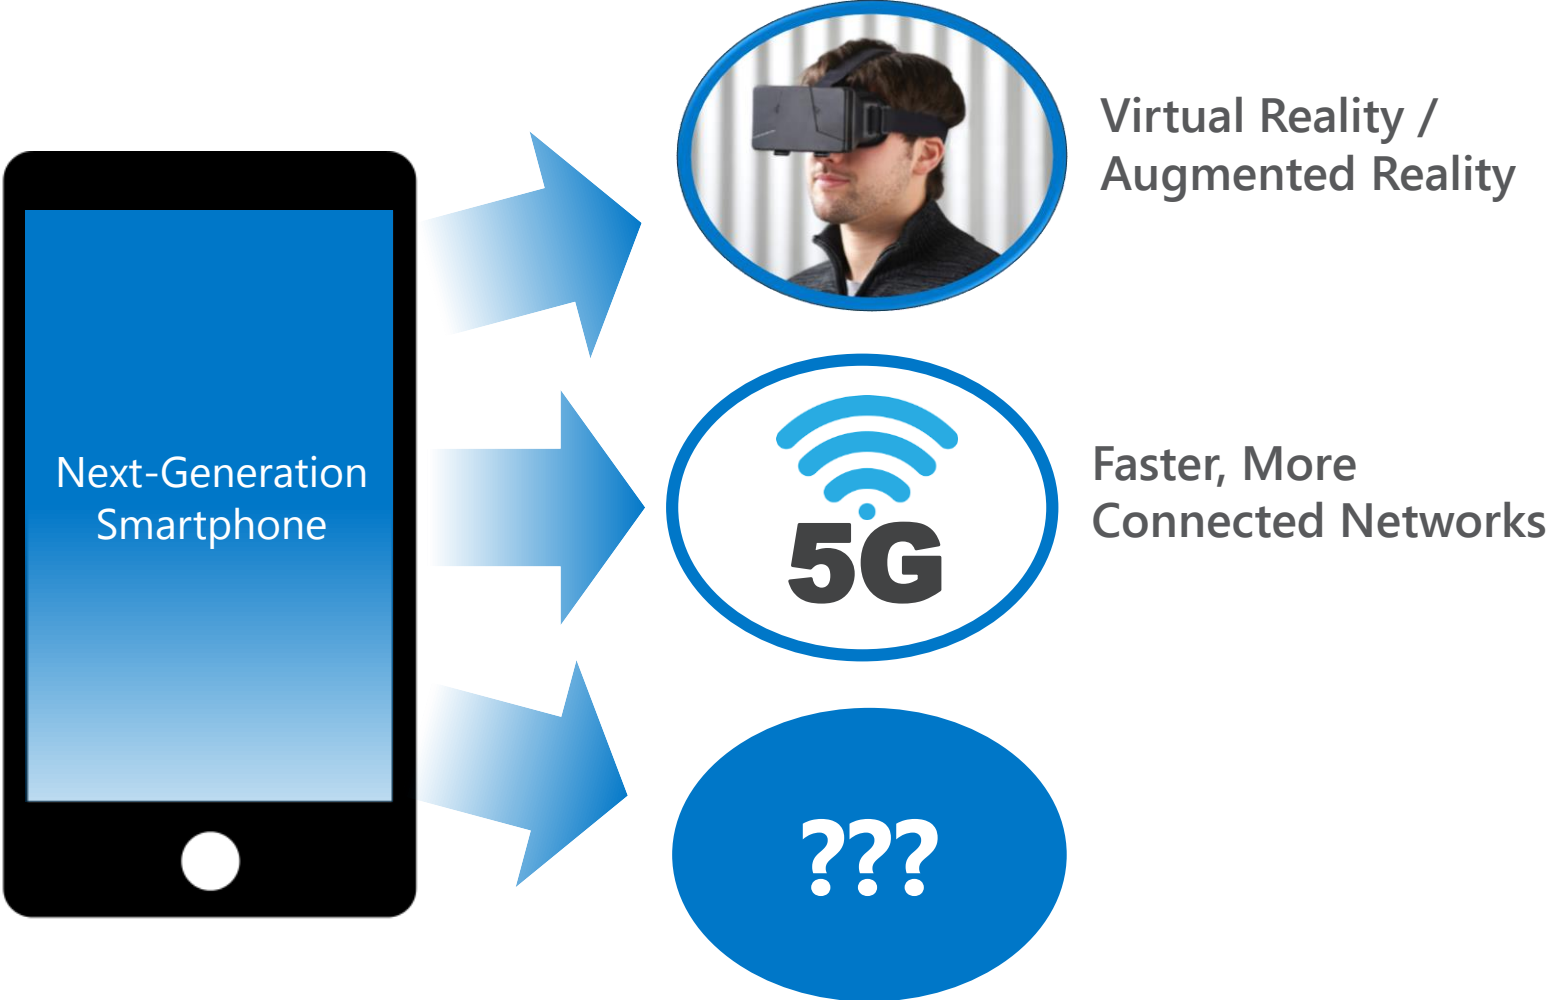 Virtual Reality /
Augmented Reality
Next-Generation
Smartphone
5G
Faster, More
Connected Networks
???